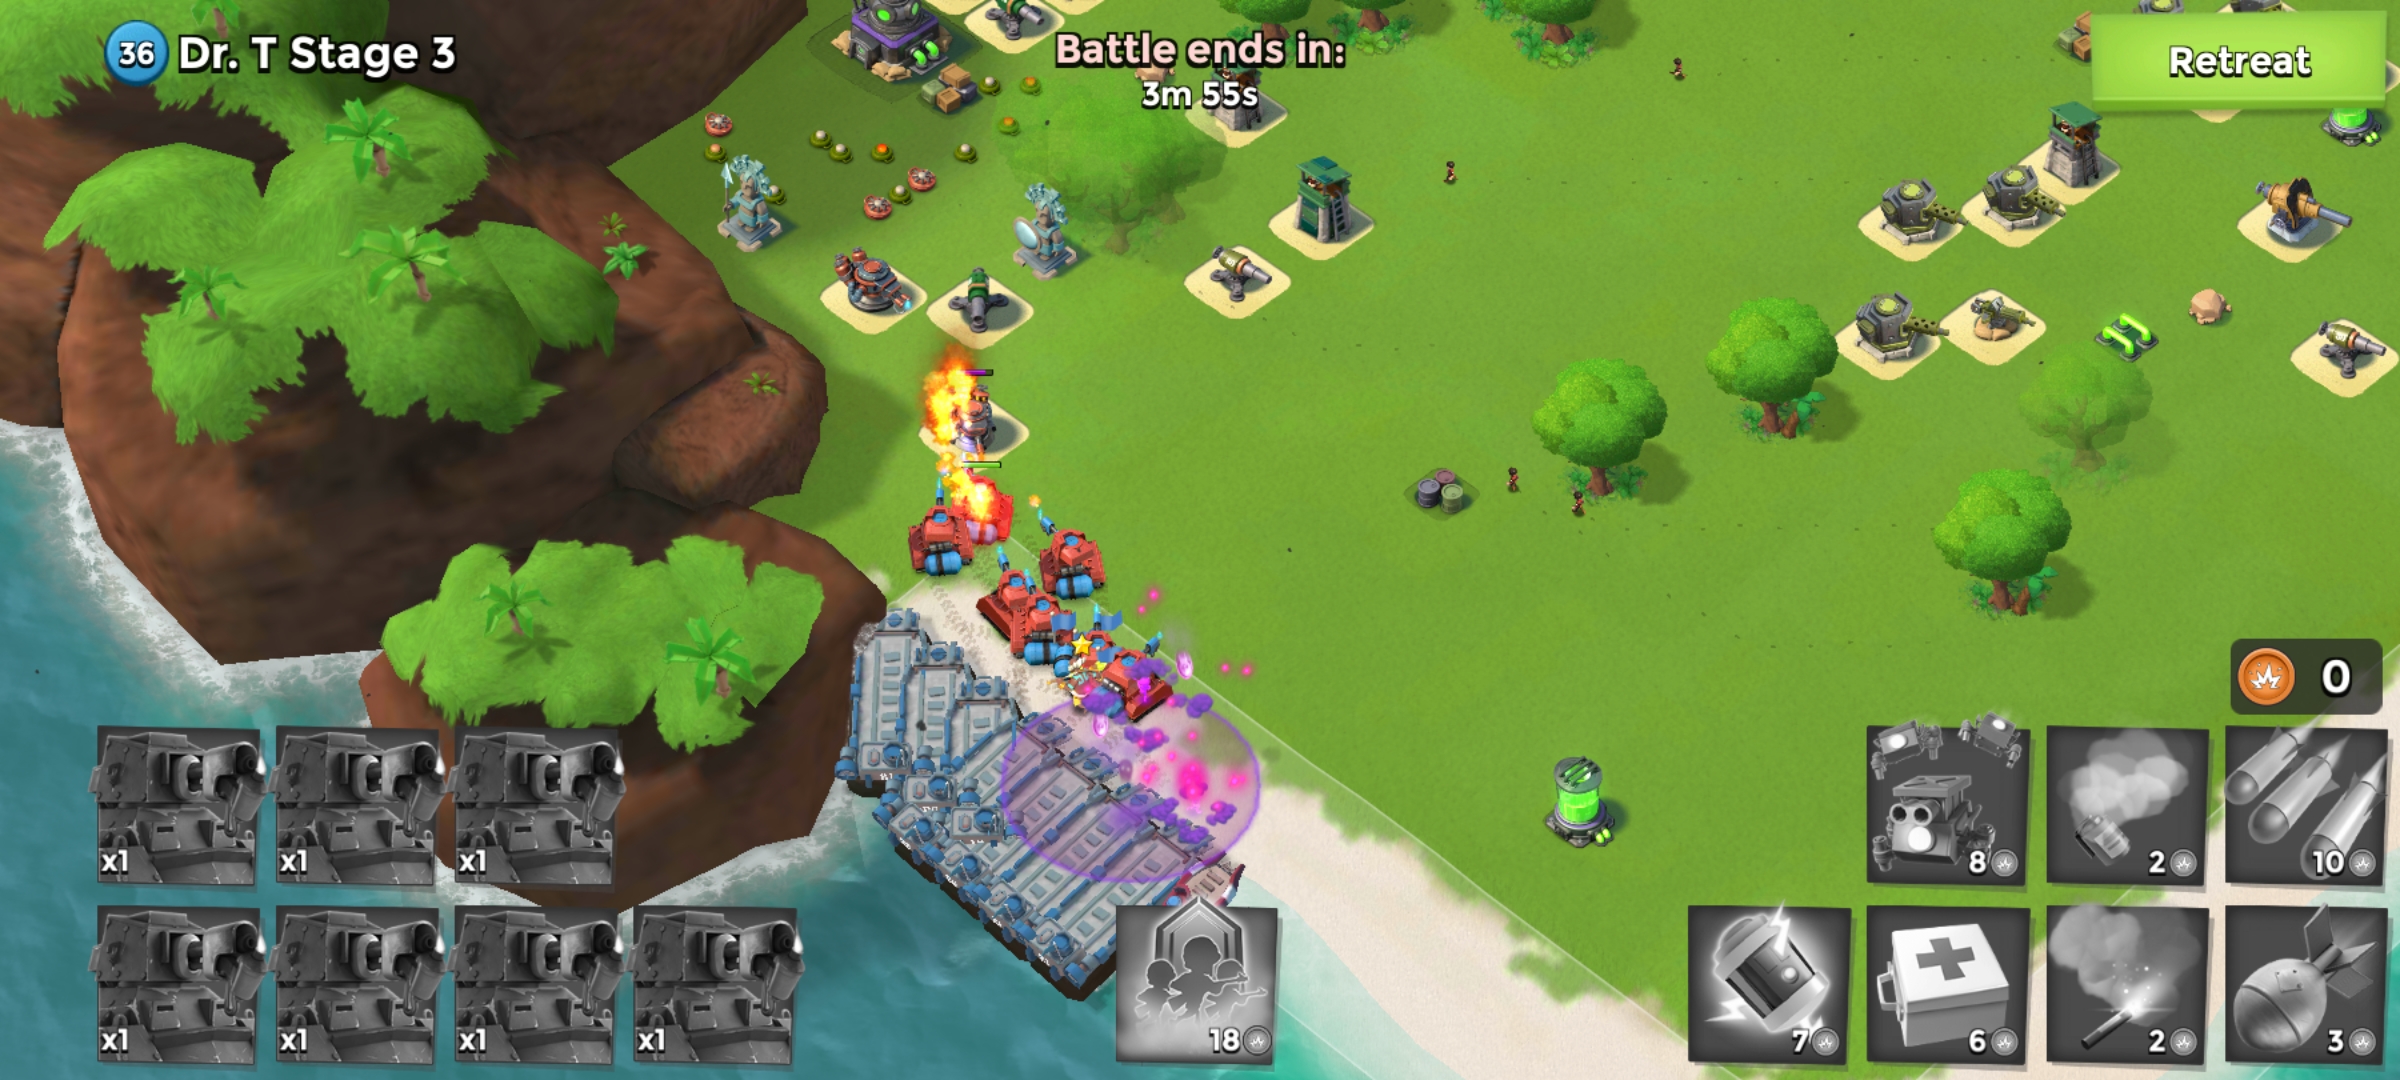 36 Dr. T Stage 3
Battle ends in:
3m 55s
Retreat
0
x1
x1
x1
8
2
10
x1
x1
x1
x1
18
7
6
2
3